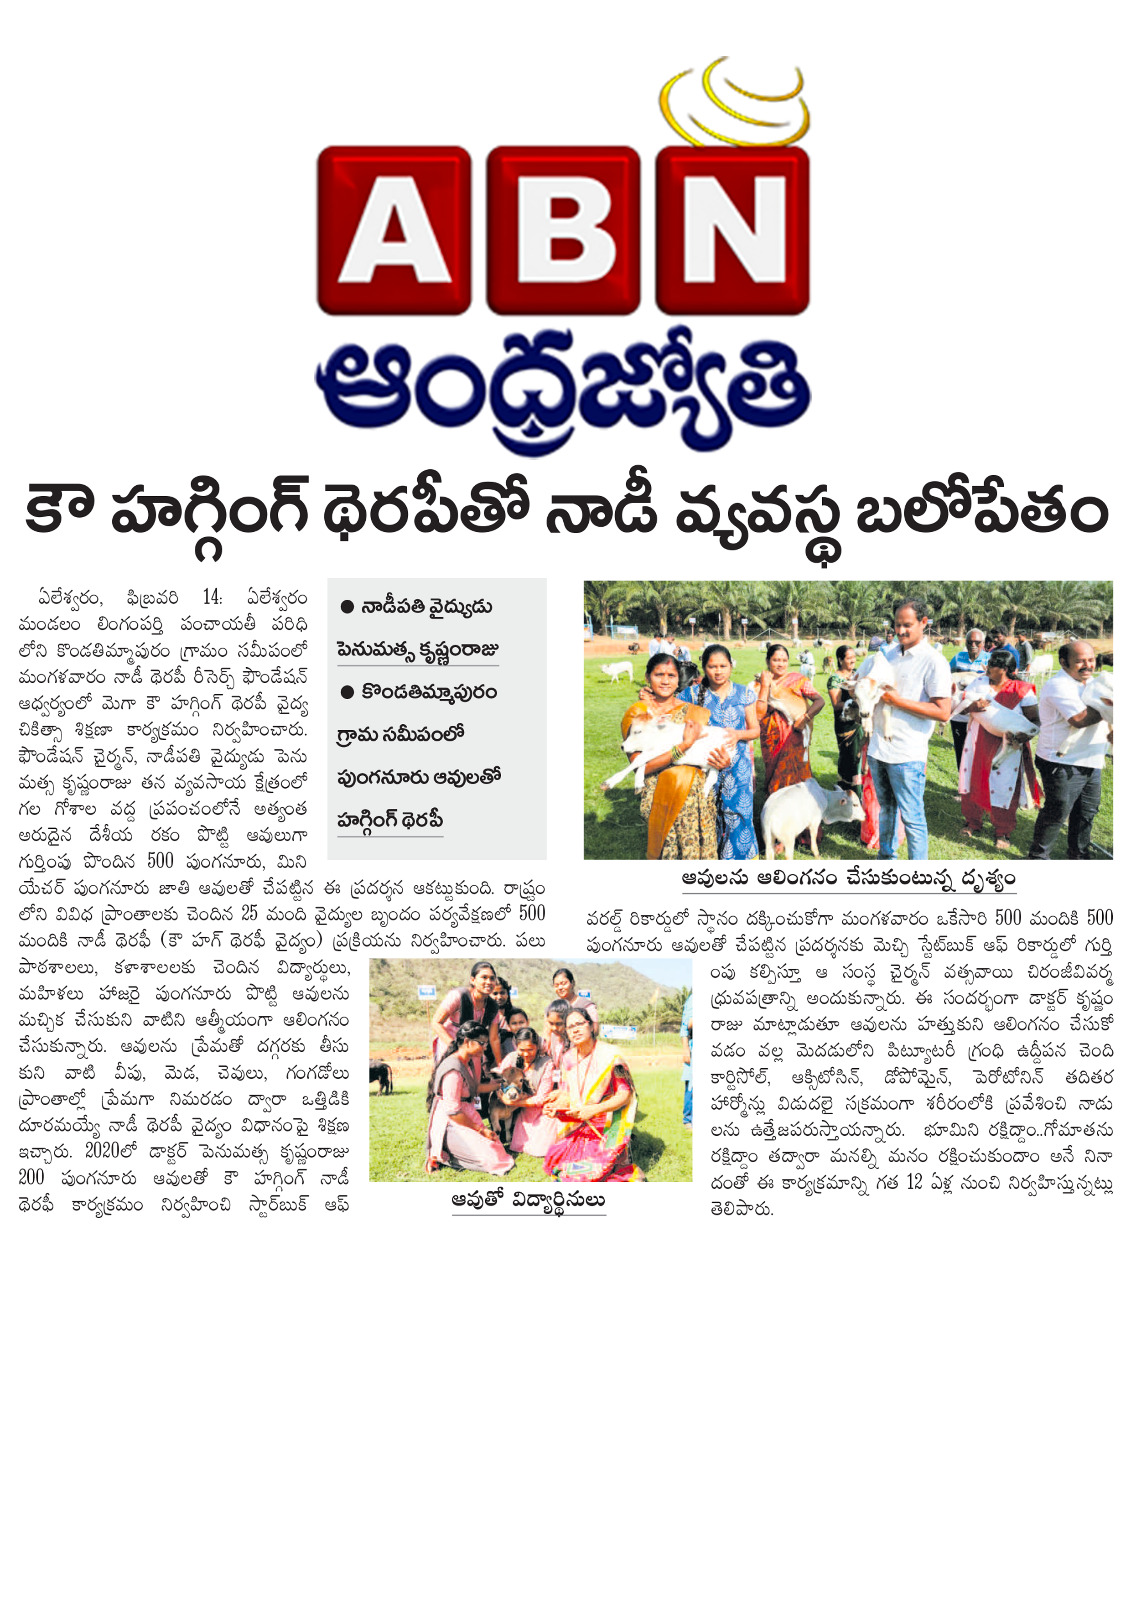 ABN
ఆంధ్రజ్యోతి
కౌ హగ్గింగ్ థెరపీతో నాడీ వ్యవస్థ బలోపేతం
ఏలేశ్వరం, ఫిబ్రవరి 14: ఏలేశ్వరం
మండలం లింగంపర్తి పంచాయతీ పరిధి
లోని కొండతిమ్మాపురం గ్రామం సమీపంలో
మంగళవారం నాడీ థెరపీ రీసెర్చ్ ఫౌండేషన్
ఆధ్వర్యంలో మెగా కౌ హగ్గింగ్ థెరపీ వైద్య
చికిత్సా శిక్షణా కార్యక్రమం నిర్వహించారు.
ఫౌండేషన్ చైర్మన్, నాడీపతి వైద్యుడు పెను
మత్స కృష్ణంరాజు తన వ్యవసాయ క్షేత్రంలో
గల గోశాల వద్ద ప్రపంచంలోనే అత్యంత
అరుదైన దేశీయ రకం పొట్టి ఆవులుగా
గుర్తింపు పొందిన 500 పుంగనూరు, మిని
యేచర్ పుంగనూరు జాతి ఆవులతో చేపట్టిన ఈ ప్రదర్శన ఆకట్టుకుంది. రాష్ట్రం
లోని వివిధ ప్రాంతాలకు చెందిన 25 మంది వైద్యుల బృందం పర్యవేక్షణలో 500
మందికి నాడీ థెరఫీ (కౌ హగ్ థెరఫీ వైద్యం) ప్రక్రియను నిర్వహించారు. పలు
పాఠశాలలు, కళాశాలలకు చెందిన విద్యార్థులు,
మహిళలు హాజరై పుంగనూరు పొట్టి ఆవులను
మచ్చిక చేసుకుని వాటిని ఆత్మీయంగా ఆలింగనం
చేసుకున్నారు. ఆవులను ప్రేమతో దగ్గరకు తీసు
కుని వాటి వీపు, మెడ, చెవులు, గంగడోలు
ప్రాంతాల్లో ప్రేమగా నిమరడం ద్వారా ఒత్తిడికి
దూరమయ్యే నాడీ థెరపీ వైద్యం విధానంపై శిక్షణ
ఇచ్చారు. 2020లో డాక్టర్ పెనుమత్స కృష్ణంరాజు
200 పుంగనూరు ఆవులతో కౌ హగ్గింగ్ నాడీ
థెరఫీ కార్యక్రమం నిర్వహించి స్టార్‌బుక్ ఆఫ్
● నాడీపతి వైద్యుడు
పెనుమత్స కృష్ణంరాజు
● కొండతిమ్మాపురం
గ్రామ సమీపంలో
పుంగనూరు ఆవులతో
హగ్గింగ్ థెరపీ
ఆవులను ఆలింగనం చేసుకుంటున్న దృశ్యం
ఆవుతో విద్యార్థినులు
వరల్డ్ రికార్డులో స్థానం దక్కించుకోగా మంగళవారం ఒకేసారి 500 మందికి 500
పుంగనూరు ఆవులతో చేపట్టిన ప్రదర్శనకు మెచ్చి స్టేట్‌బుక్ ఆఫ్ రికార్డులో గుర్తి
ంపు కల్పిస్తూ ఆ సంస్థ చైర్మన్ వత్సవాయి చిరంజీవివర్మ
ధ్రువపత్రాన్ని అందుకున్నారు. ఈ సందర్భంగా డాక్టర్ కృష్ణం
రాజు మాట్లాడుతూ ఆవులను హత్తుకుని ఆలింగనం చేసుకో
వడం వల్ల మెదడులోని పిట్యూటరీ గ్రంధి ఉద్దీపన చెంది
కార్టిసోల్, ఆక్సిటోసిన్, డోపోమైన్, పెరోటోనిన్ తదితర
హార్మోన్లు విడుదలై సక్రమంగా శరీరంలోకి ప్రవేశించి నాడు
లను ఉత్తేజపరుస్తాయన్నారు. భూమిని రక్షిద్దాం..గోమాతను
రక్షిద్దాం తద్వారా మనల్ని మనం రక్షించుకుందాం అనే నినా
దంతో ఈ కార్యక్రమాన్ని గత 12 ఏళ్ల నుంచి నిర్వహిస్తున్నట్లు
తెలిపారు.